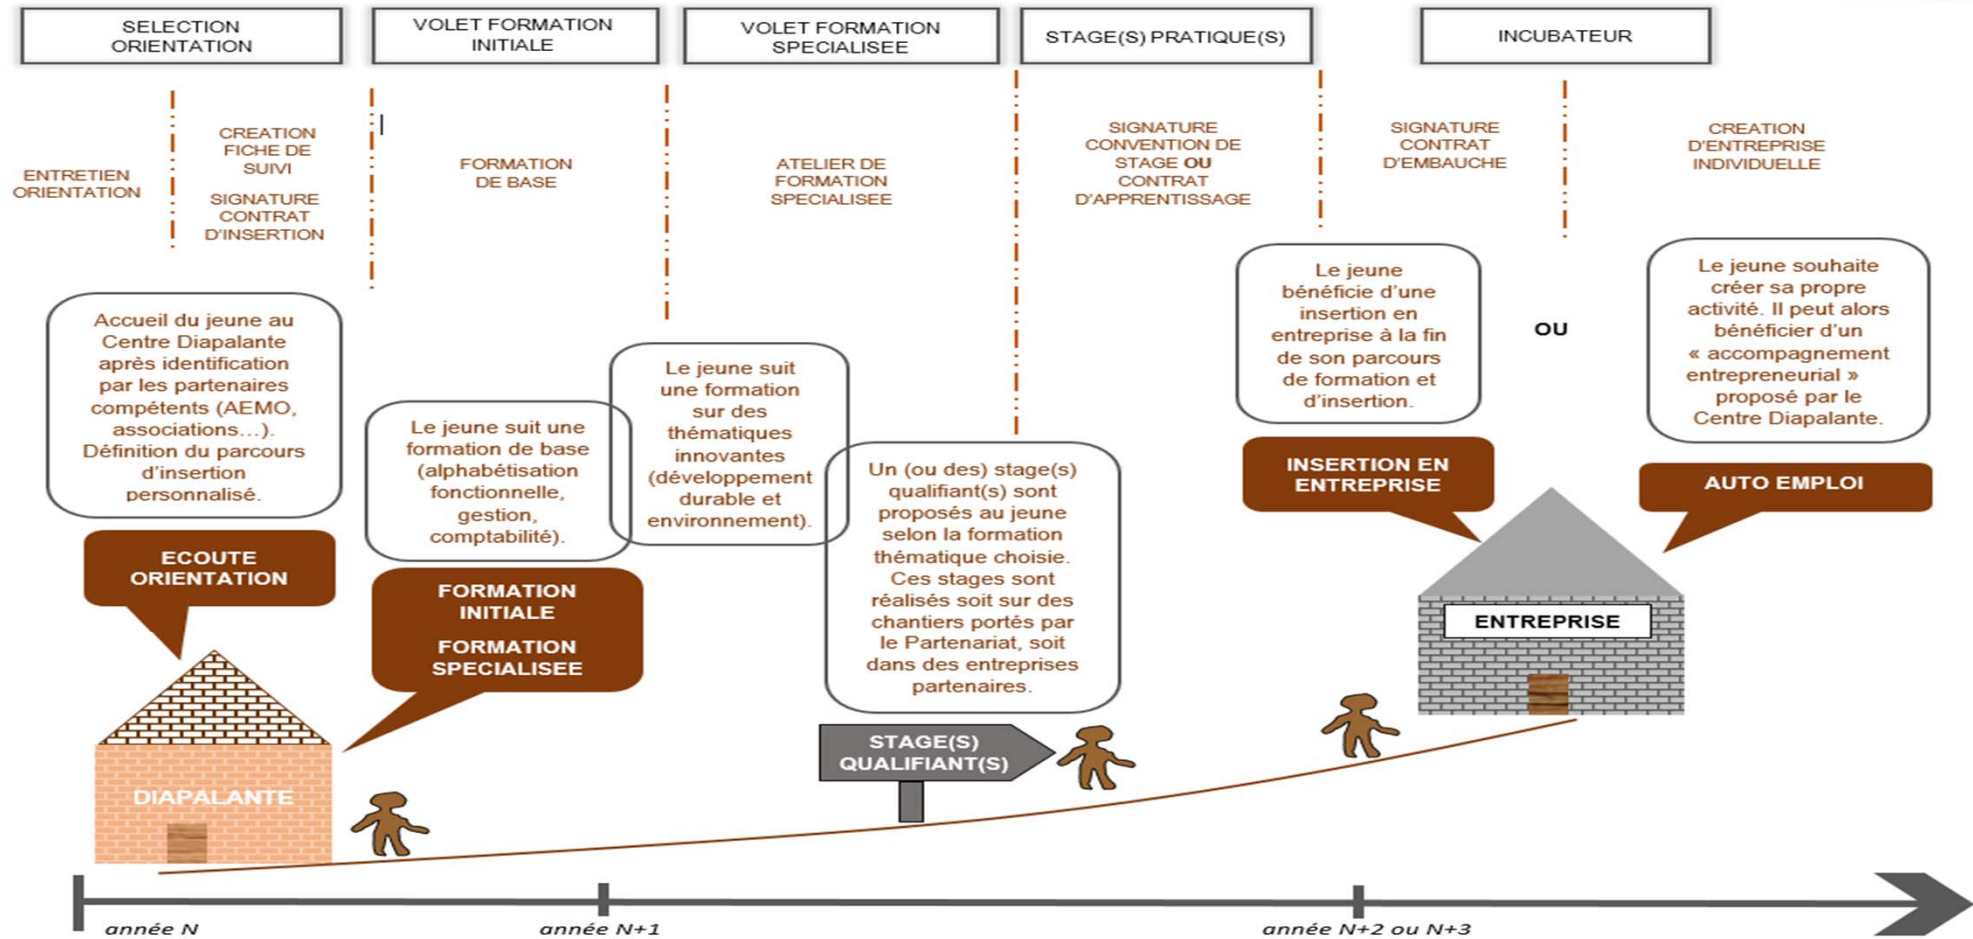 SELECTION
ORIENTATION
VOLET FORMATION
INITIALE
VOLET FORMATION
SPECIALISEE
STAGE(S) PRATIQUE(S)
INCUBATEUR
ENTRETIEN
ORIENTATION
CREATION
FICHE DE
SUIVI
SIGNATURE
CONTRAT
D'INSERTION
FORMATION
DE BASE
ATELIER DE
FORMATION
SPECIALISEE
SIGNATURE
CONVENTION DE
STAGE OU
CONTRAT
D'APPRENTISSAGE
SIGNATURE
CONTRAT
D'EMBAUCHE
CREATION
D'ENTREPRISE
INDIVIDUELLE
Accueil du jeune au
Centre Diapalante
après identification
par les partenaires
compétents (AEMO,
associations...).
Définition du parcours
d'insertion
personnalisé.
ECOUTE
ORIENTATION
Le jeune suit une
formation de base
(alphabétisation
fonctionnelle,
gestion,
comptabilité).
FORMATION
INITIALE
FORMATION
SPECIALISEE
Le jeune suit
une formation
sur des
thématiques
innovantes
(développement
durable et
environnement).
Un (ou des) stage(s)
qualifiant(s) sont
proposés au jeune
selon la formation
thématique choisie.
Ces stages sont
réalisés soit sur des
chantiers portés par
le Partenariat, soit
dans des entreprises
partenaires.
STAGE(S)
QUALIFIANT(S)
Le jeune
bénéficie d'une
insertion en
entreprise à la fin
de son parcours
de formation et
d'insertion.
INSERTION EN
ENTREPRISE
OU
Le jeune souhaite
créer sa propre
activité. Il peut alors
bénéficier d'un
« accompagnement
entrepreneurial »
proposé par le
Centre Diapalante.
AUTO EMPLOI
ENTREPRISE
DIAPALANTE
année N
année N+1
année N+2 ou N+3